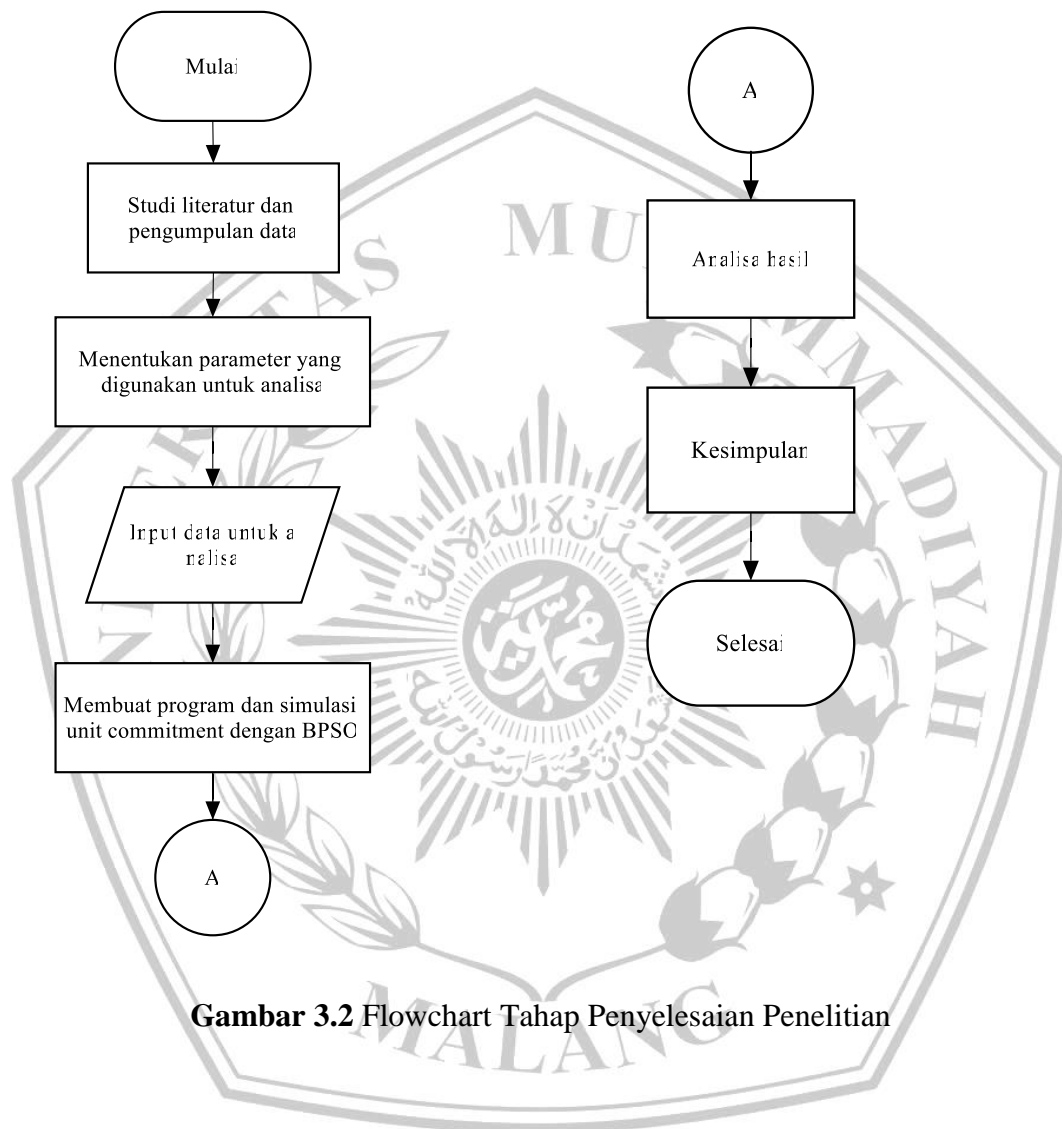 Mulai
Studi literatur dan
pengumpulan data
Menentukan parameter yang
digunakan untuk analisa
Input data untuk a
nalisa
Membuat program dan simulasi
unit commitment dengan BPSO
A
A
Analisa hasil
Kesimpulan
Selesai
Gambar 3.2 Flowchart Tahap Penyelesaian Penelitian
MALANG